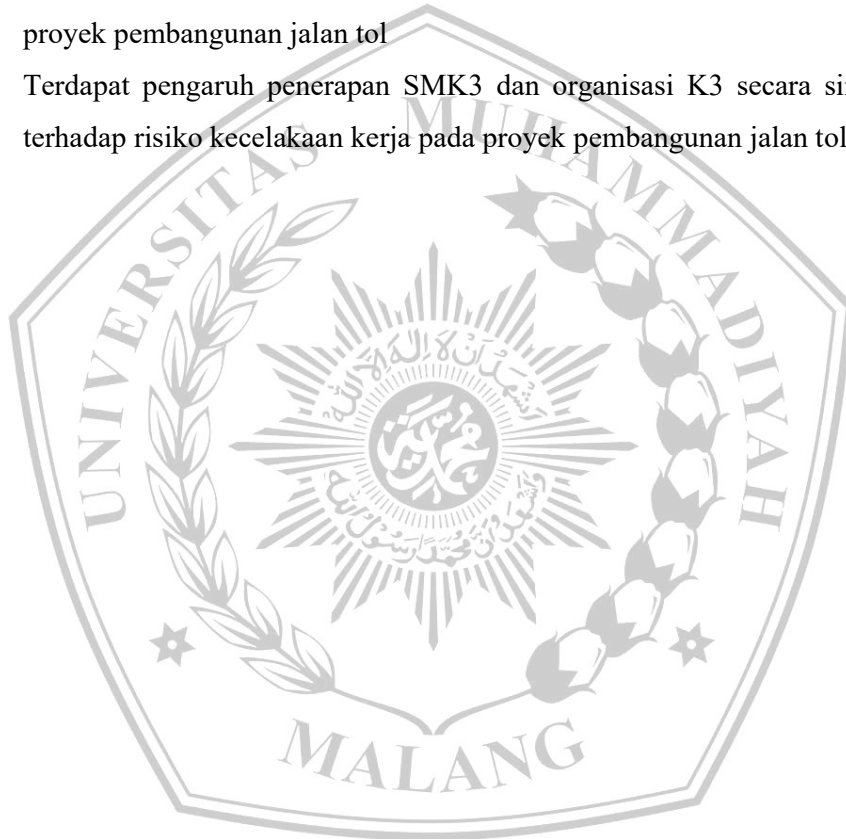 proyek pembangunan jalan tol
Terdapat pengaruh penerapan SMK3 dan organisasi K3 secara
terhadap risiko kecelakaan kerja pada proyek pembangunan jalan tol
UNIVERSITAS MUHAMMADIYAH
MALANG